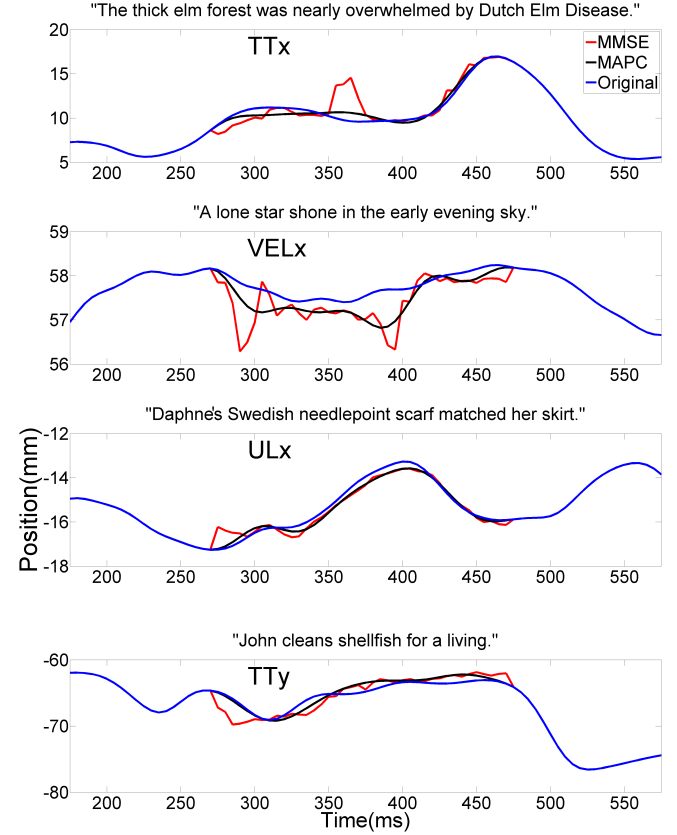 "The thick elm forest was nearly overwhelmed by Dutch Elm Disease."
TTx
MMSE
MAPC
Original
20
15
10
5
200 250 300 350 400 450 500 550
"A lone star shone in the early evening sky."
VELx
59
58
57
56
200 250 300 350 400 450 500 550
"Daphne's Swedish needlepoint scarf matched her skirt."
ULx
Position(mm)
-12
-14
-16
-18
200 250 300 350 400 450 500 550
"John cleans shellfish for a living."
TTy
-60
-70
-80
200 250 300 350 400 450 500 550
Time(ms)